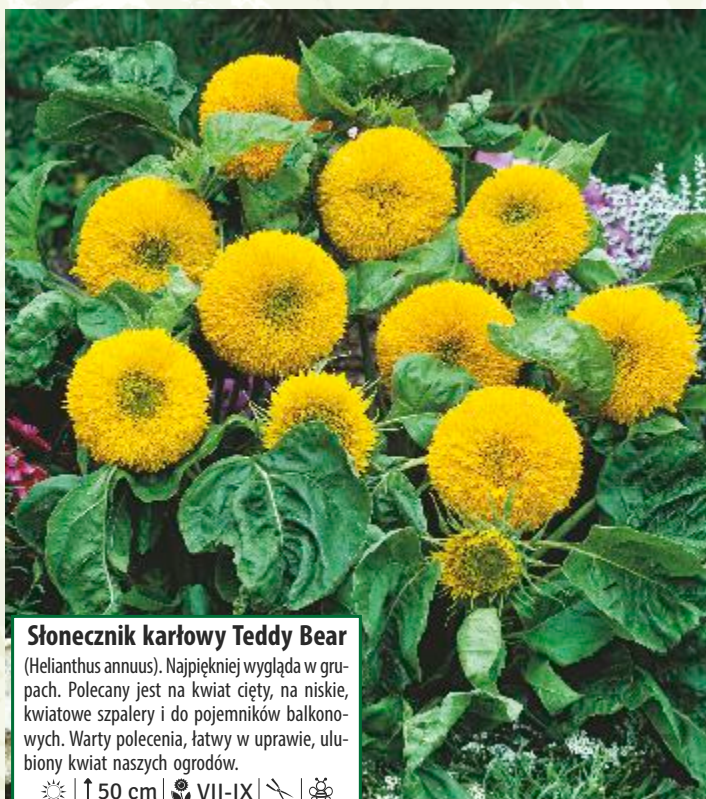 Słonecznik karłowy Teddy Bear
(Helianthus annuus). Najpiękniej wygląda w gru-
pach. Polecany jest na kwiat cięty, na niskie,
kwiatowe szpalery i do pojemników balkono-
wych. Warty polecenia, łatwy w uprawie, ulu-
biony kwiat naszych ogrodów.
50 cm | VII-IX